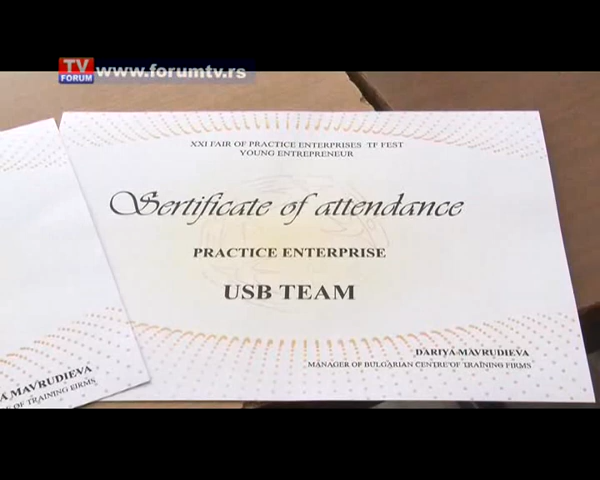 TV FORUM www.forumtv.rs
XXI FAIR OF PRACTICE ENTERPRISES TF FEST
YOUNG ENTREPRENEUR
Sertificate of attendance
PRACTICE ENTERPRISE
USB TEAM
DARIYA MAVRUDIEVA
MANAGER OF BULGARIAN CENTRE OF TRAINING FIRMS
A MAVRUDIEVA
OF TRAINING FIRMS